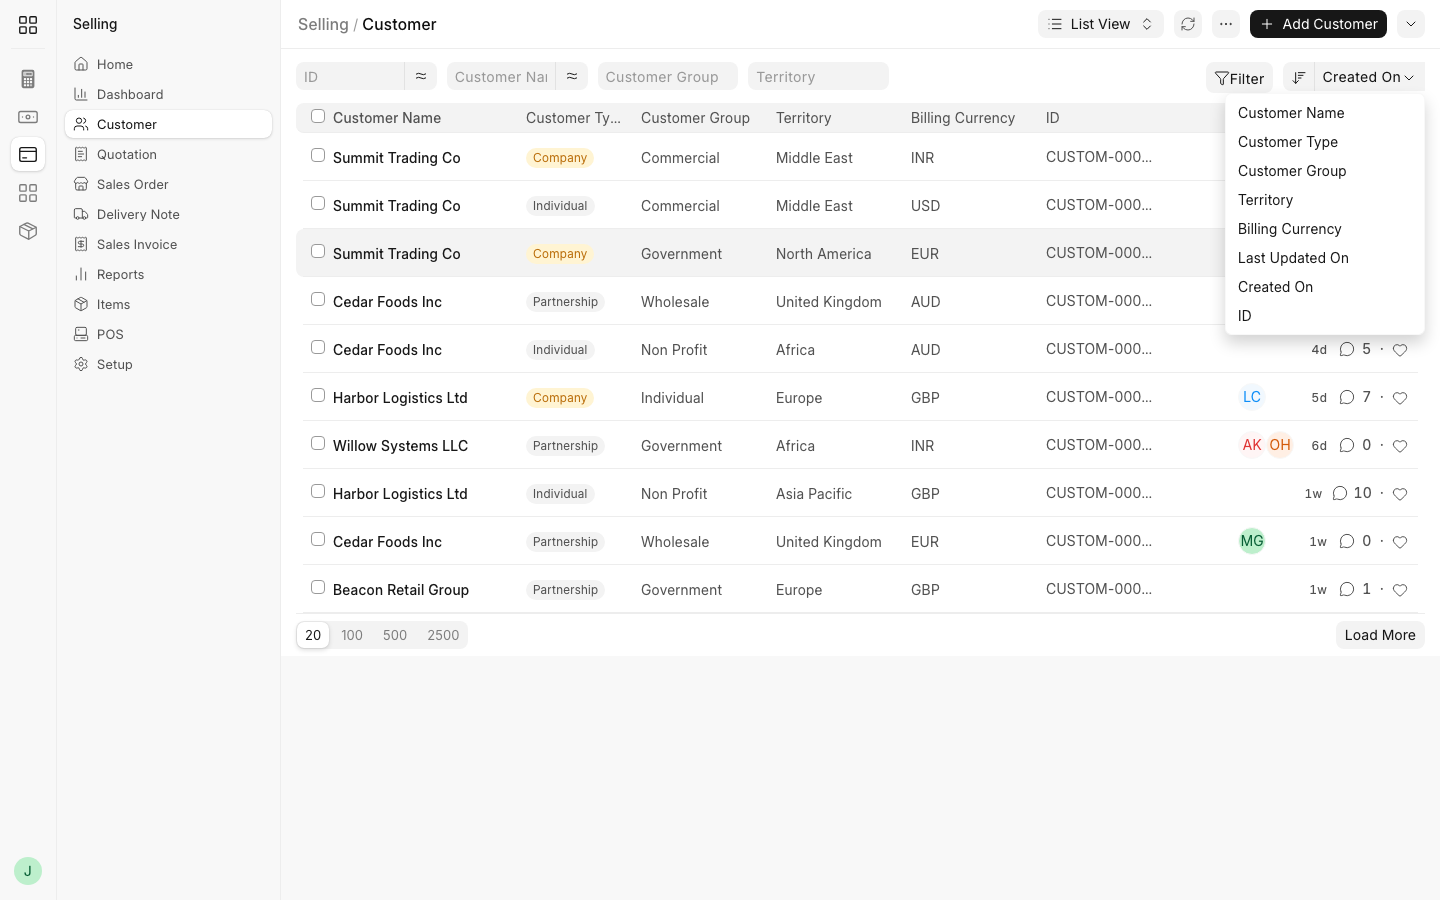 Selling
Home
Dashboard
Customer
Quotation
Sales Order
Delivery Note
Sales Invoice
Reports
Items
POS
Setup
J
Selling / Customer
List View
Add Customer
ID ≈
Customer Nar ≈
Customer Group
Territory
Filter
Created On
Customer Name
Customer Type
Customer Group
Territory
Billing Currency
Last Updated On
Created On
ID
Customer Name Customer Ty... Customer Group Territory Billing Currency ID
Summit Trading Co Company Commercial Middle East INR CUSTOM-000...
Summit Trading Co Individual Commercial Middle East USD CUSTOM-000...
Summit Trading Co Company Government North America EUR CUSTOM-000...
Cedar Foods Inc Partnership Wholesale United Kingdom AUD CUSTOM-000...
Cedar Foods Inc Individual Non Profit Africa AUD CUSTOM-000... 4d 5 ·
Harbor Logistics Ltd Company Individual Europe GBP CUSTOM-000... LC 5d 7 ·
Willow Systems LLC Partnership Government Africa INR CUSTOM-000... AK OH 6d 0 ·
Harbor Logistics Ltd Individual Non Profit Asia Pacific GBP CUSTOM-000... 1w 10 ·
Cedar Foods Inc Partnership Wholesale United Kingdom EUR CUSTOM-000... MG 1w 0 ·
Beacon Retail Group Partnership Government Europe GBP CUSTOM-000... 1w 1 ·
20 100 500 2500
Load More